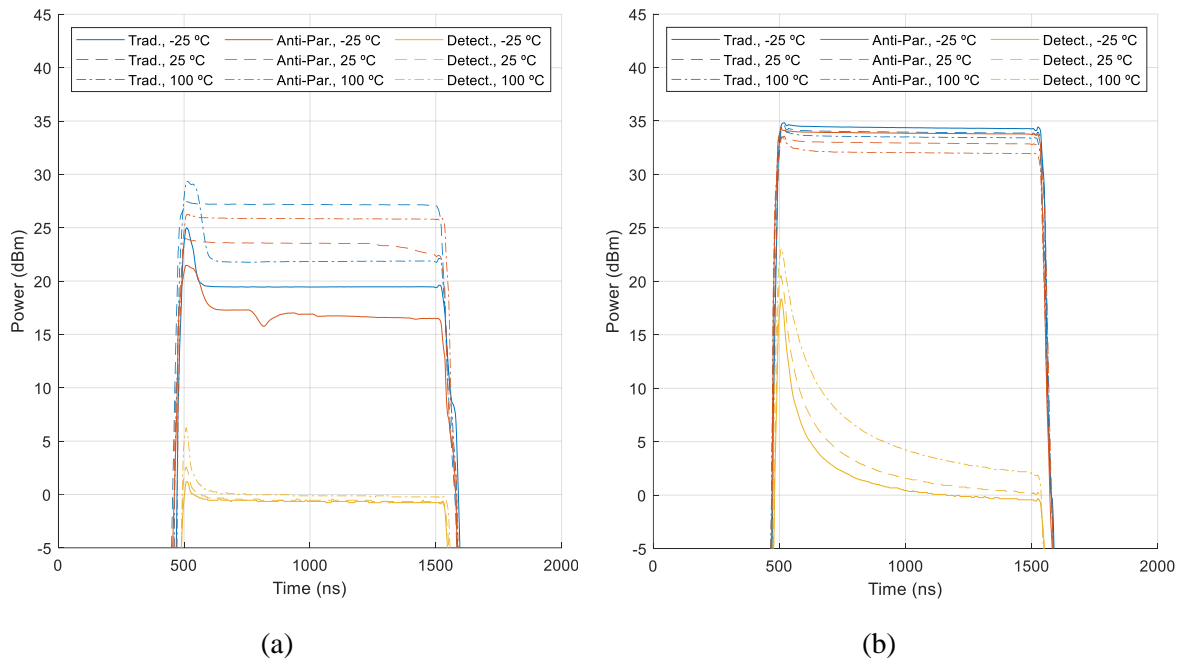 45
40
35
30
25
20
15
10
5
0
-5
Power (dBm)
Trad., -25 ºC Anti-Par., -25 ºC Detect., -25 ºC
Trad., 25 ºC Anti-Par., 25 ºC Detect., 25 ºC
Trad., 100 ºC Anti-Par., 100 ºC Detect., 100 ºC
0 500 1000 1500 2000
Time (ns)
(a)
45
40
35
30
25
20
15
10
5
0
-5
Power (dBm)
Trad., -25 ºC Anti-Par., -25 ºC Detect., -25 ºC
Trad., 25 ºC Anti-Par., 25 ºC Detect., 25 ºC
Trad., 100 ºC Anti-Par., 100 ºC Detect., 100 ºC
0 500 1000 1500 2000
Time (ns)
(b)